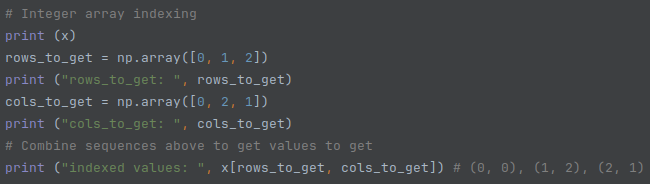 # Integer array indexing
print (x)
rows_to_get = np.array([0, 1, 2])
print ("rows_to_get: ", rows_to_get)
cols_to_get = np.array([0, 2, 1])
print ("cols_to_get: ", cols_to_get)
# Combine sequences above to get values to get
print ("indexed values: ", x[rows_to_get, cols_to_get]) # (0, 0), (1, 2), (2, 1)